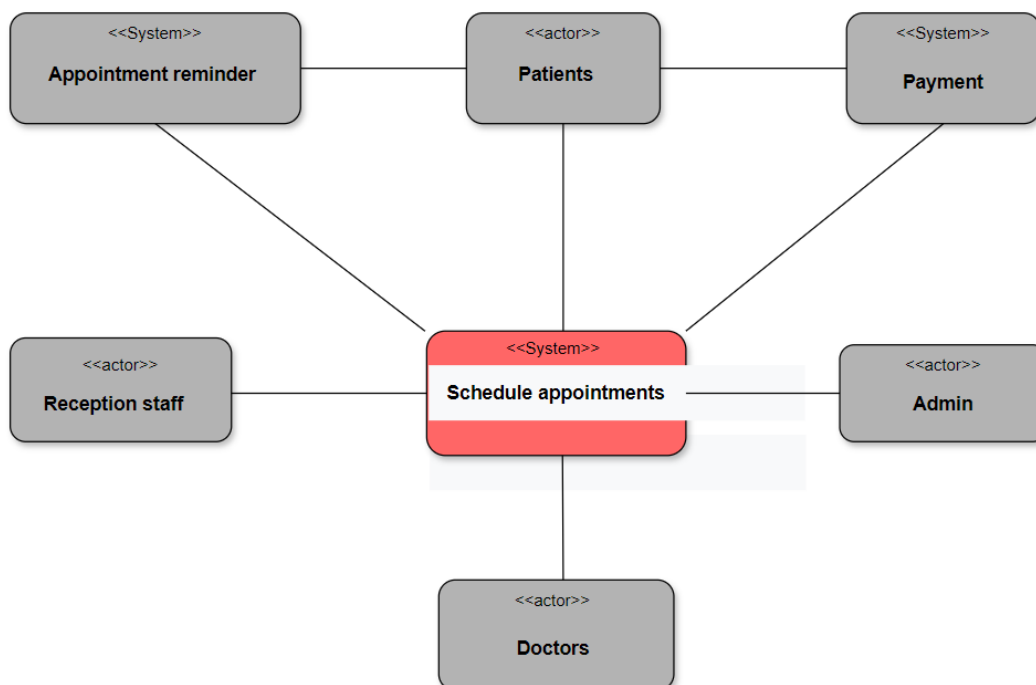 <<System>>
Appointment reminder
<<actor>>
Patients
<<System>>
Payment
<<actor>>
Reception staff
<<System>>
Schedule appointments
<<actor>>
Admin
<<actor>>
Doctors